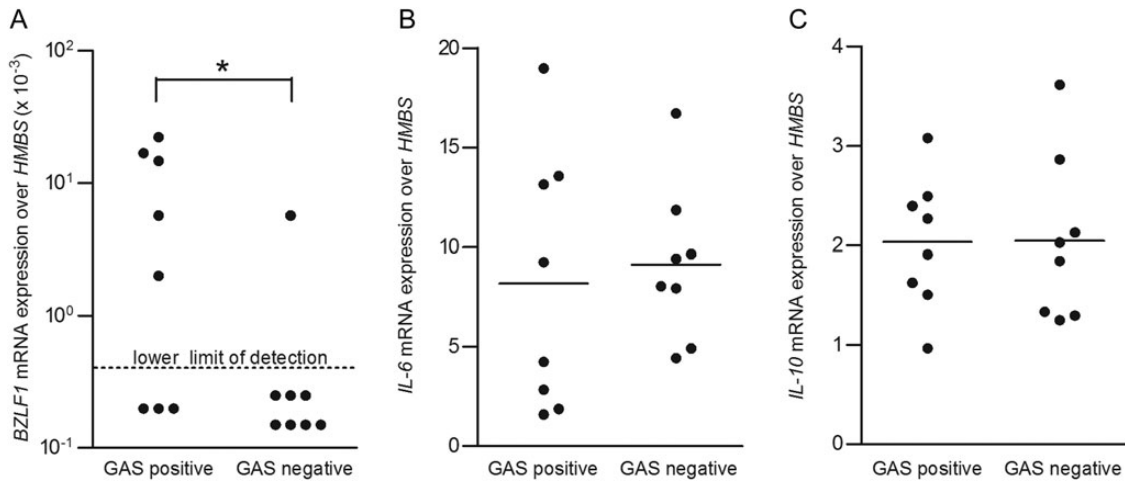 A
BZLF1 mRNA expression over HMBS (x 10⁻³)
10²
10¹
10⁰
10⁻¹
*
lower limit of detection
GAS positive
GAS negative
B
IL-6 mRNA expression over HMBS
20
15
10
5
0
GAS positive
GAS negative
C
IL-10 mRNA expression over HMBS
4
3
2
1
0
GAS positive
GAS negative